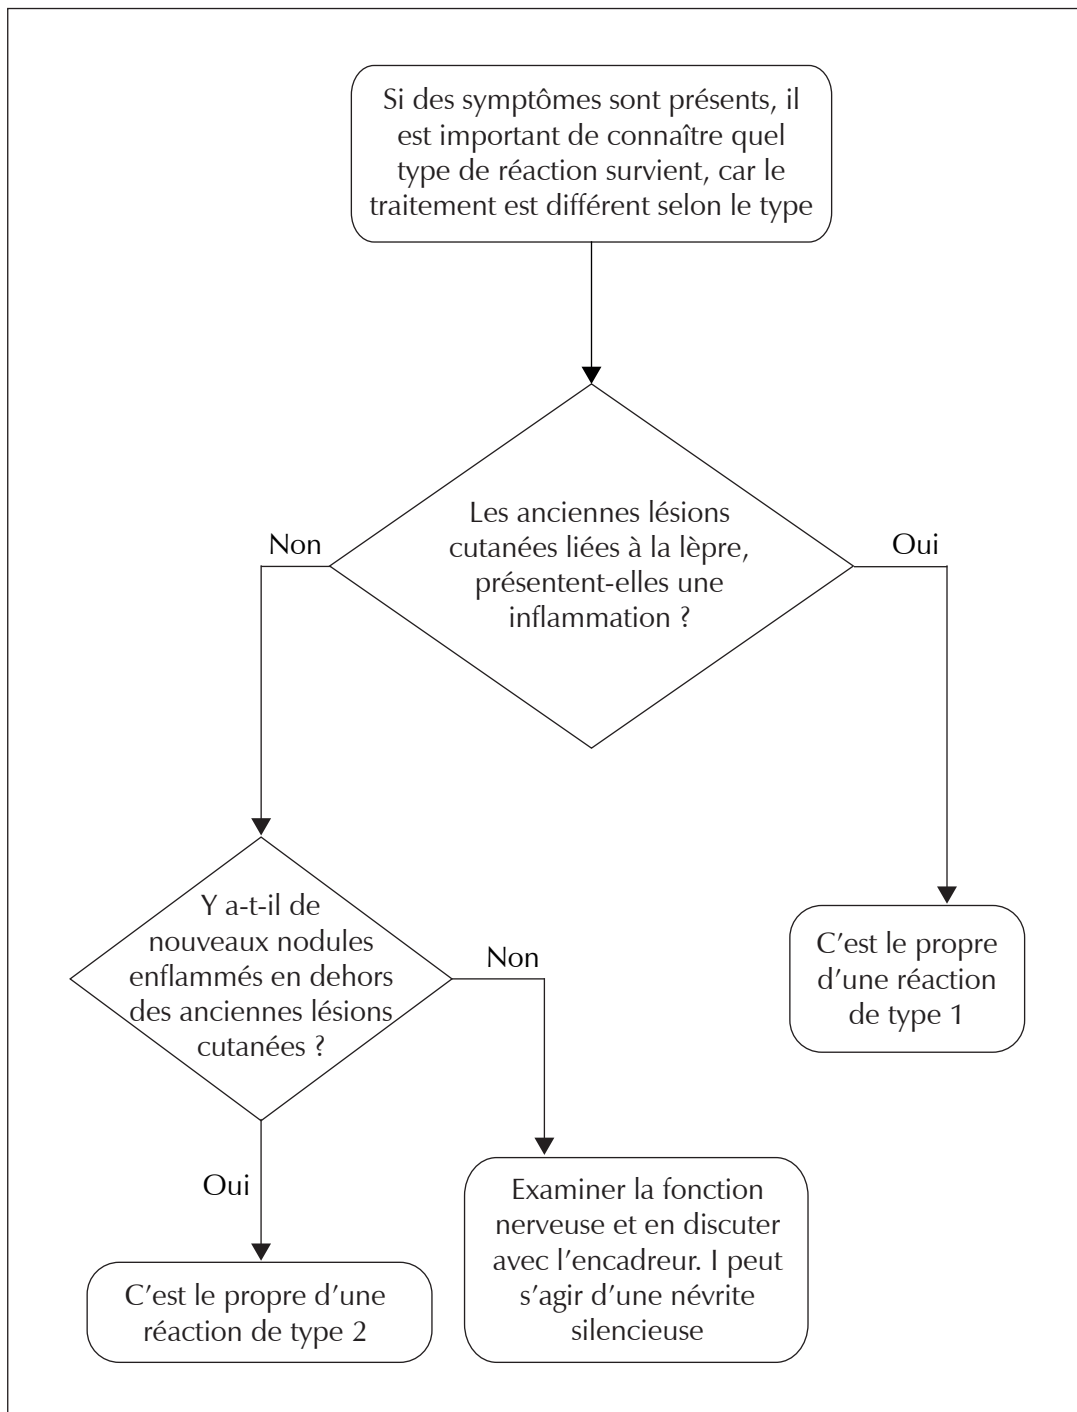 Si des symptômes sont présents, il
est important de connaître quel
type de réaction survient, car le
traitement est différent selon le type
Les anciennes lésions
cutanées liées à la lèpre,
présentent-elles une
inflammation ?
Non
Oui
Y a-t-il de
nouveaux nodules
enflammés en dehors
des anciennes lésions
cutanées ?
Non
C’est le propre
d’une réaction
de type 1
Oui
Examiner la fonction
nerveuse et en discuter
avec l’encadreur. I peut
s’agir d’une névrite
silencieuse
C’est le propre d’une
réaction de type 2